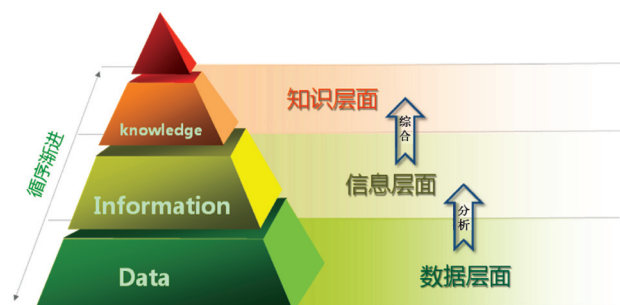 知识层面
knowledge
综合
循序渐进
信息层面
Information
分析
Data
数据层面